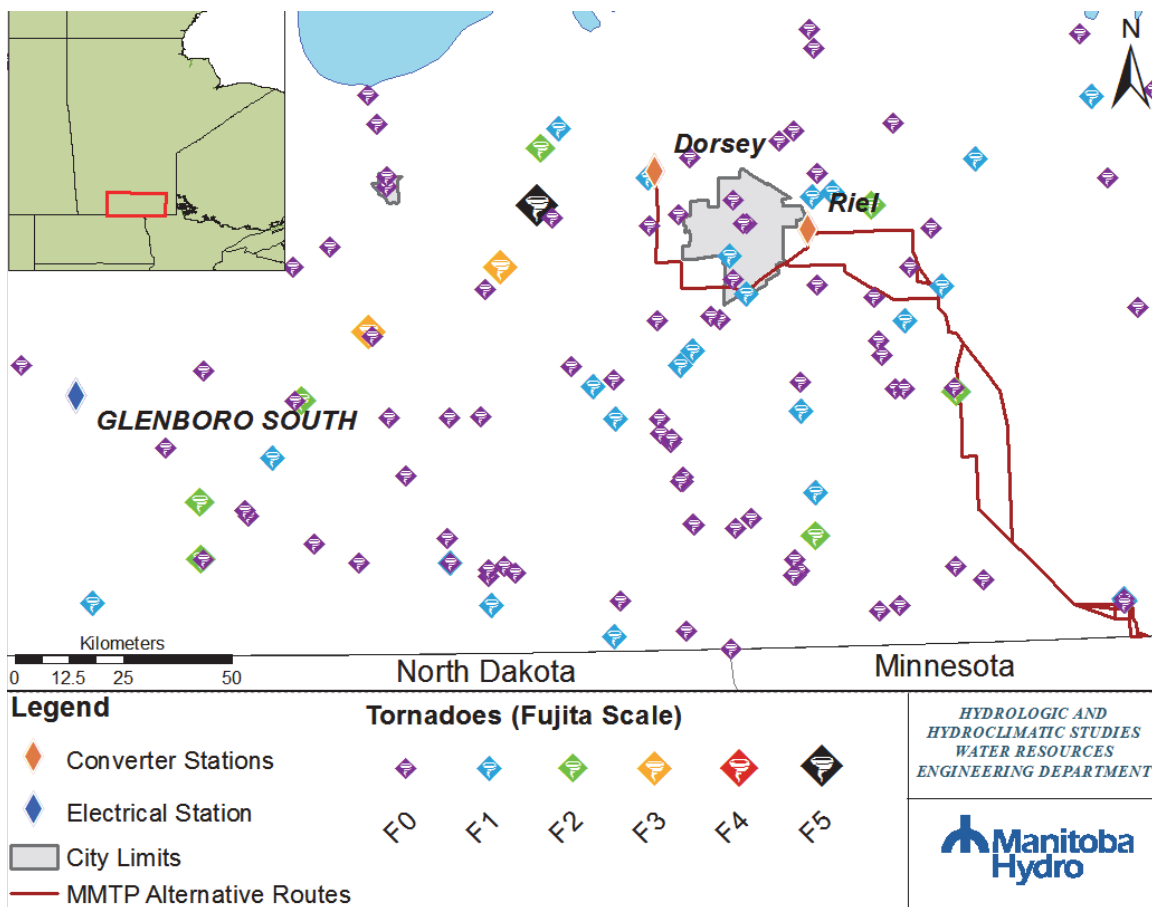 N
Dorsey
Riel
GLENBORO SOUTH
Kilometers
0 12.5 25 50
North Dakota
Minnesota
Legend
Converter Stations
Electrical Station
City Limits
MMTP Alternative Routes
Tornadoes (Fujita Scale)
F0 F1 F2 F3 F4 F5
HYDROLOGIC AND
HYDROCLIMATIC STUDIES
WATER RESOURCES
ENGINEERING DEPARTMENT
Manitoba
Hydro